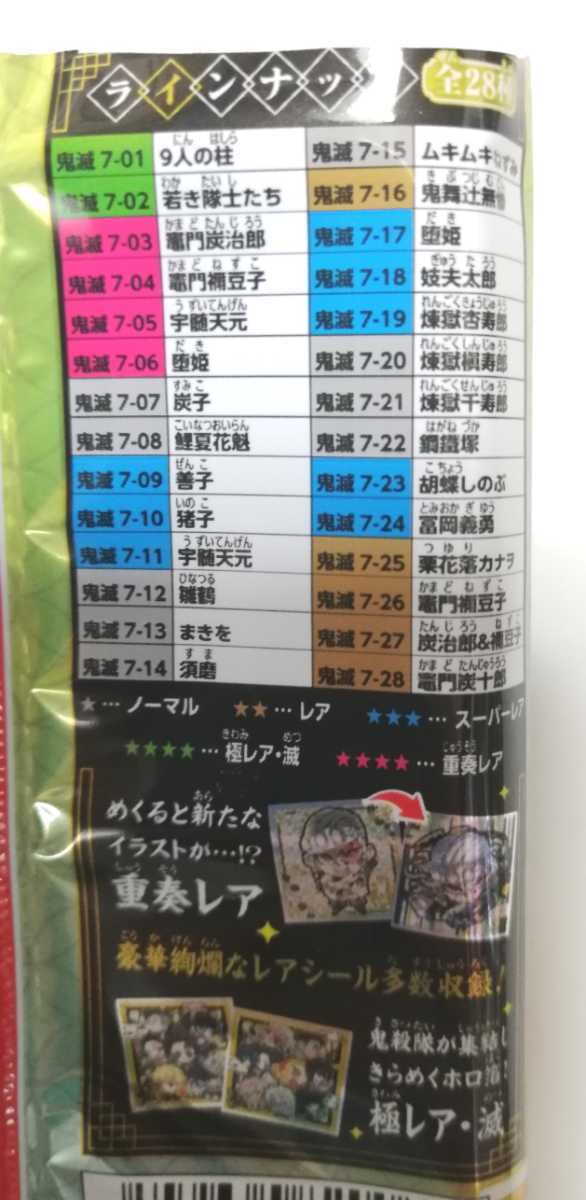 ラインナップ
全28種
鬼滅 7-01 9人の柱
鬼滅 7-02 若き隊士たち
鬼滅 7-03 竈門炭治郎
鬼滅 7-04 竈門禰豆子
鬼滅 7-05 宇髄天元
鬼滅 7-06 堕姫
鬼滅 7-07 炭子
鬼滅 7-08 鯉夏花魁
鬼滅 7-09 善子
鬼滅 7-10 猪子
鬼滅 7-11 宇髄天元
鬼滅 7-12 雛鶴
鬼滅 7-13 まきを
鬼滅 7-14 須磨
鬼滅 7-15 ムキムキねずみ
鬼滅 7-16 鬼舞辻無惨
鬼滅 7-17 堕姫
鬼滅 7-18 妓夫太郎
鬼滅 7-19 煉獄杏寿郎
鬼滅 7-20 煉獄槇寿郎
鬼滅 7-21 煉獄千寿郎
鬼滅 7-22 鋼鐵塚
鬼滅 7-23 胡蝶しのぶ
鬼滅 7-24 冨岡義勇
鬼滅 7-25 栗花落カナヲ
鬼滅 7-26 竈門禰豆子
鬼滅 7-27 炭治郎&禰豆子
鬼滅 7-28 竈門炭十郎
★…ノーマル ★★…レア ★★★…スーパーレア
★★★★…極レア・滅 ★★★★…重奏レア
めくると新たな
イラストが…!?
重奏レア
豪華絢爛なレアシール多数収録!
鬼殺隊が集結し
きらめくホロ箔!
極レア・滅